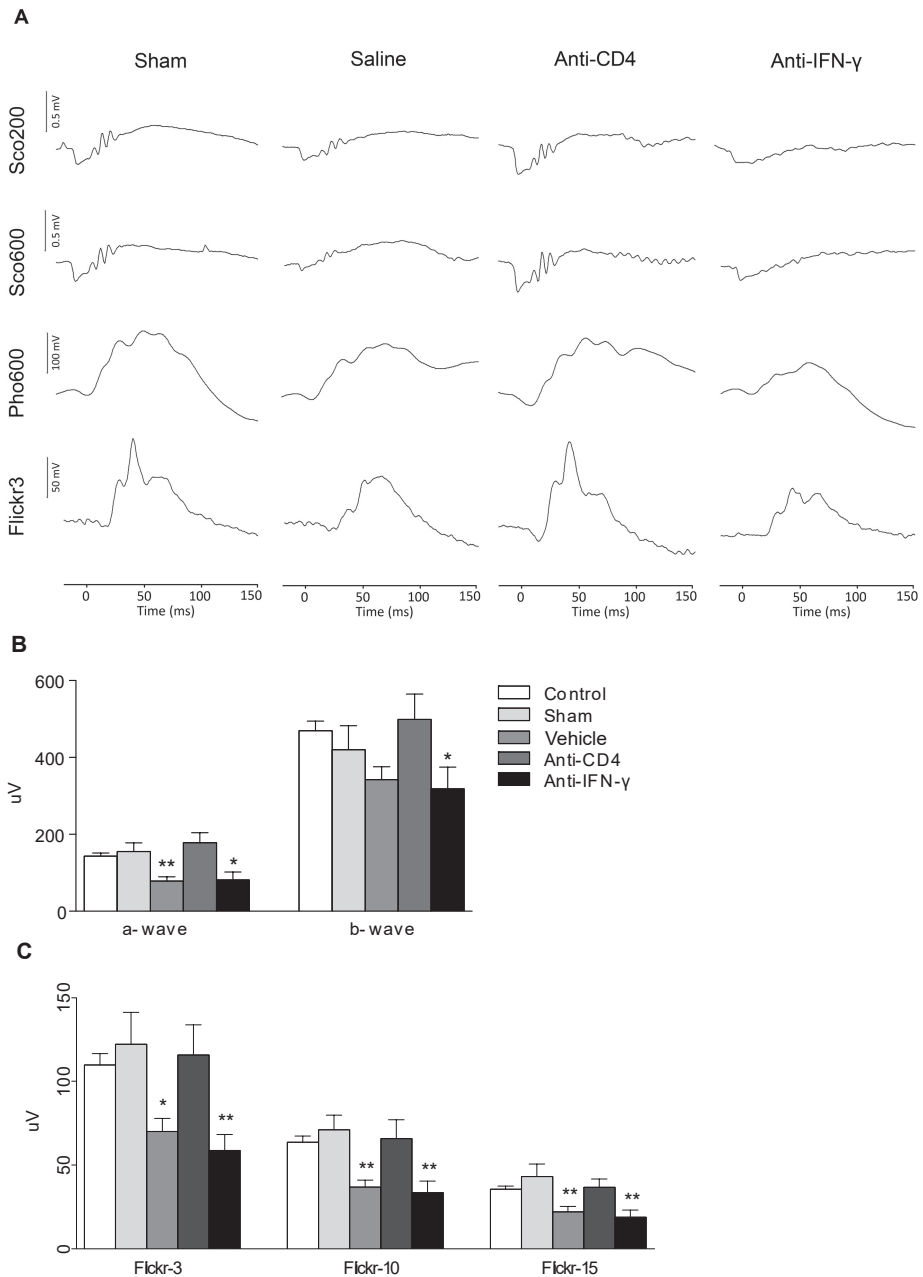 A
Sham Saline Anti-CD4 Anti-IFN-γ
Sco200
0.5 mV
Sco600
0.5 mV
Pho600
100 mV
Flickr3
50 mV
0 50 100 150 0 50 100 150 0 50 100 150 0 50 100 150
Time (ms) Time (ms) Time (ms) Time (ms)
B
600
400
200
0
uV
** * *
a-wave b-wave
Control
Sham
Vehicle
Anti-CD4
Anti-IFN-γ
C
150
100
50
0
uV
* ** ** ** ** **
Flckr-3 Flckr-10 Flckr-15